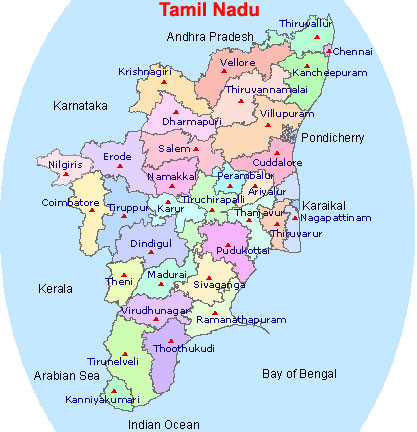 Tamil Nadu
Thiruvallur
Andhra Pradesh
Chennai
Vellore
Krishnagiri
Kancheepuram
Thiruvannamalai
Karnataka
Villupuram
Dharmapuri
Pondicherry
Salem
Erode
Cuddalore
Nilgiris
Perambalur
Namakkal
Ariyalur
Coimbatore
Tiruppur
Karur
Tiruchirapalli
Karaikal
Thanjavur
Nagapattinam
Thiruvarur
Dindigul
Pudukottai
Madurai
Theni
Sivaganga
Kerala
Virudhunagar
Ramanathapuram
Thoothukudi
Tirunelveli
Arabian Sea
Bay of Bengal
Kanniyakumari
Indian Ocean